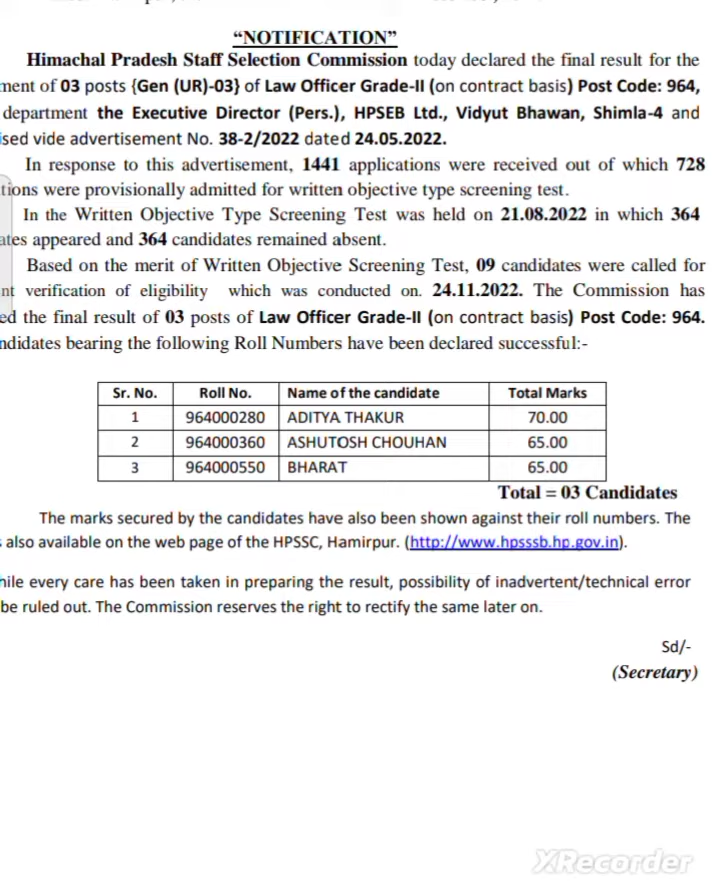 "NOTIFICATION"
Himachal Pradesh Staff Selection Commission today declared the final result for the
ment of 03 posts {Gen (UR)-03} of Law Officer Grade-II (on contract basis) Post Code: 964,
department the Executive Director (Pers.), HPSEB Ltd., Vidyut Bhawan, Shimla-4 and
ised vide advertisement No. 38-2/2022 dated 24.05.2022.
In response to this advertisement, 1441 applications were received out of which 728
tions were provisionally admitted for written objective type screening test.
In the Written Objective Type Screening Test was held on 21.08.2022 in which 364
ates appeared and 364 candidates remained absent.
Based on the merit of Written Objective Screening Test, 09 candidates were called for
nt verification of eligibility which was conducted on. 24.11.2022. The Commission has
ed the final result of 03 posts of Law Officer Grade-II (on contract basis) Post Code: 964.
ndidates bearing the following Roll Numbers have been declared successful:-
Sr. No. Roll No. Name of the candidate Total Marks
1 964000280 ADITYA THAKUR 70.00
2 964000360 ASHUTOSH CHOUHAN 65.00
3 964000550 BHARAT 65.00
Total = 03 Candidates
The marks secured by the candidates have also been shown against their roll numbers. The
also available on the web page of the HPSSC, Hamirpur. (http://www.hpsssb.hp.gov.in).
hile every care has been taken in preparing the result, possibility of inadvertent/technical error
be ruled out. The Commission reserves the right to rectify the same later on.
Sd/-
(Secretary)
XRecorder